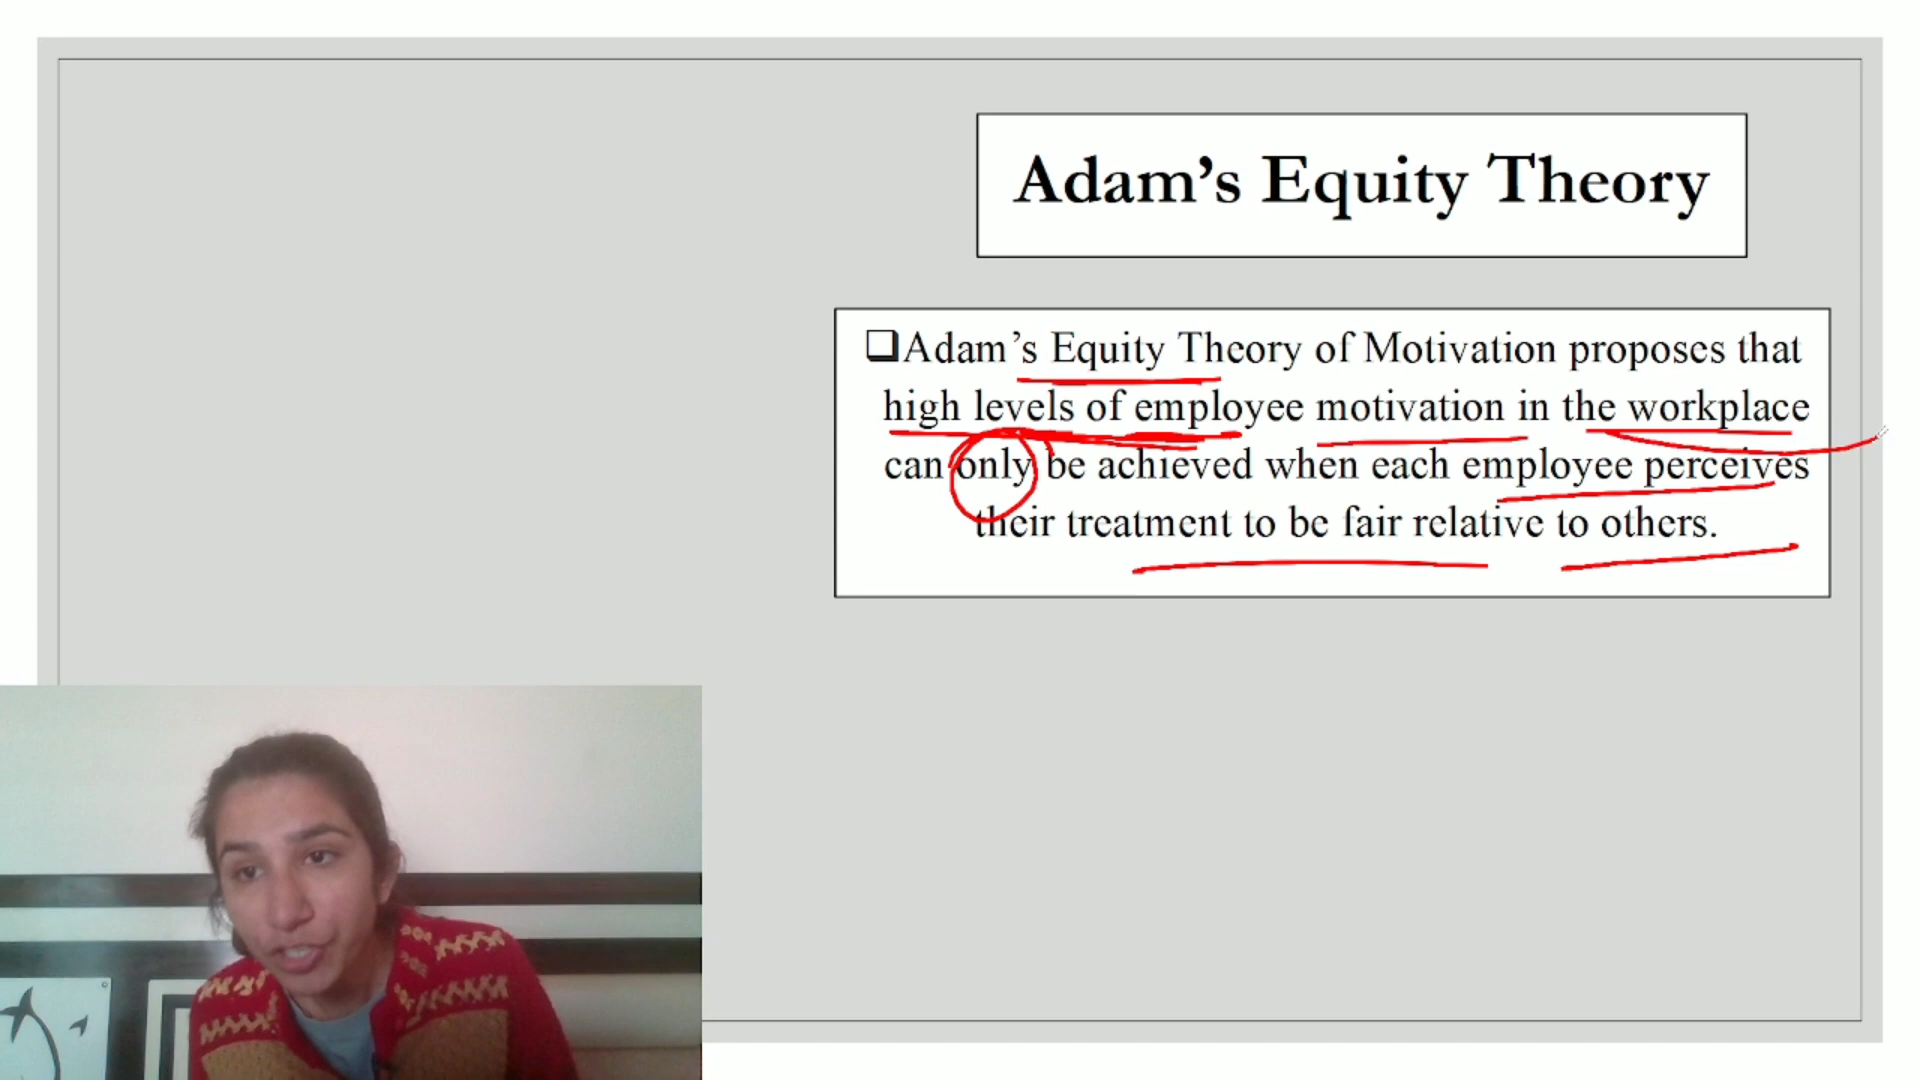 Adam’s Equity Theory
❑Adam’s Equity Theory of Motivation proposes that
high levels of employee motivation in the workplace
can only be achieved when each employee perceives
their treatment to be fair relative to others.